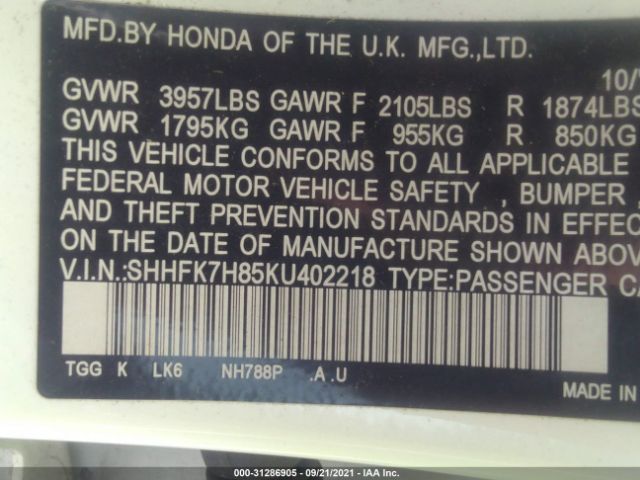 MFD.BY HONDA OF THE U.K. MFG.,LTD.
10/
GVWR 3957LBS GAWR F 2105LBS R 1874LBS
GVWR 1795KG GAWR F 955KG R 850KG
THIS VEHICLE CONFORMS TO ALL APPLICABLE
FEDERAL MOTOR VEHICLE SAFETY , BUMPER ,
AND THEFT PREVENTION STANDARDS IN EFFEC
ON THE DATE OF MANUFACTURE SHOWN ABOV
V.I.N.:SHHFK7H85KU402218 TYPE:PASSENGER CA
TGG K LK6 NH788P .A .U
MADE IN
000-31286905 - 09/21/2021 - IAA Inc.